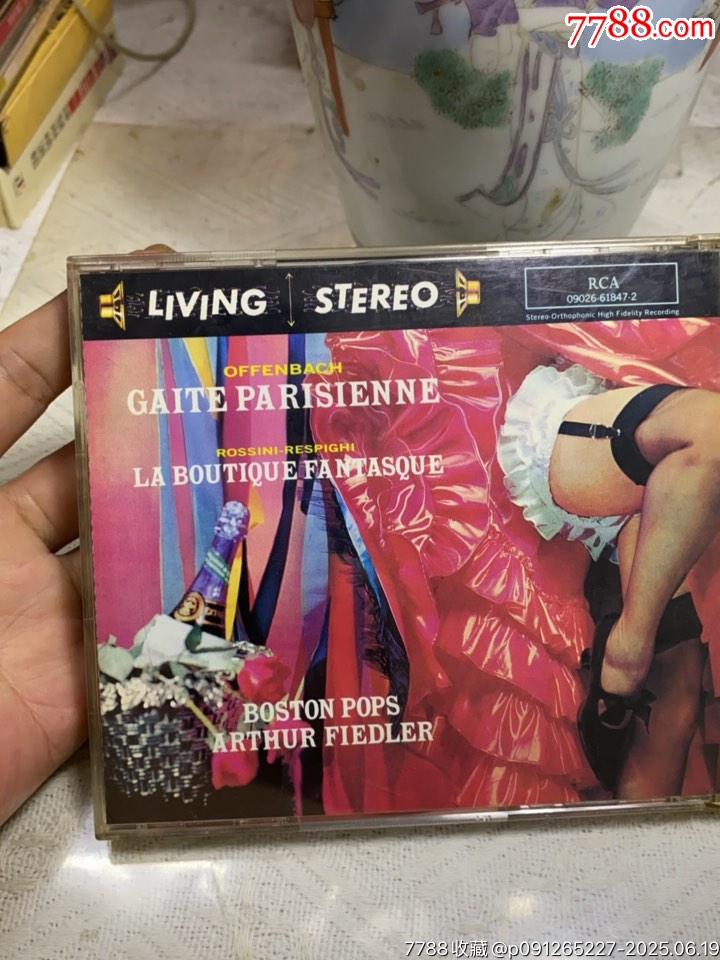 7788.com
LIVING STEREO
RCA
09026-61847-2
Stereo-Orthophonic High Fidelity Recording
OFFENBACH
GAITE PARISIENNE
ROSSINI-RESPIGHI
LA BOUTIQUE FANTASQUE
BOSTON POPS
ARTHUR FIEDLER
7788收藏@p091265227-2025.06.19